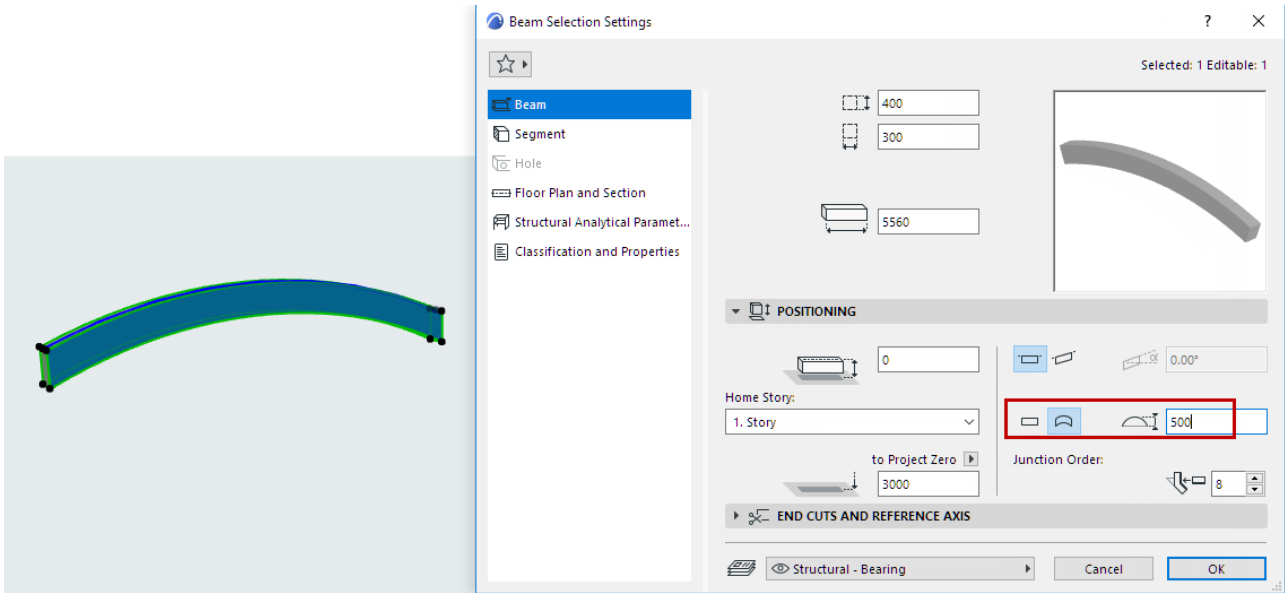 Beam Selection Settings
?
Selected: 1 Editable: 1
Beam
Segment
Hole
Floor Plan and Section
Structural Analytical Paramet...
Classification and Properties
400
300
5560
POSITIONING
0
α
0.00°
Home Story:
1. Story
500
to Project Zero
Junction Order:
3000
8
END CUTS AND REFERENCE AXIS
Structural - Bearing
Cancel
OK